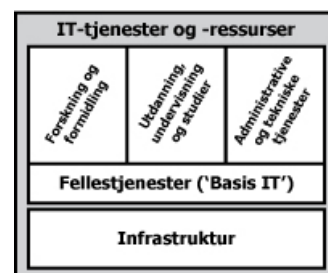 IT-tjenester og -ressurser
Forskning og
formidling
Utdanning,
undervisning
og studier
Administrative
og tekniske
tjenester
Fellestjenester (‘Basis IT’)
Infrastruktur